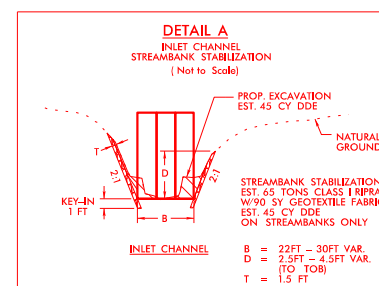 DETAIL A
INLET CHANNEL
STREAMBANK STABILIZATION
( Not to Scale)
PROP. EXCAVATION
EST. 45 CY DDE
NATURAL
GROUND
T
2:1
D
2:1
KEY-IN
1 FT
B
STREAMBANK STABILIZATION
EST. 65 TONS CLASS I RIPRA
W/90 SY GEOTEXTILE FABRIC
EST. 45 CY DDE
ON STREAMBANKS ONLY
INLET CHANNEL
B = 22FT - 30FT VAR.
D = 2.5FT - 4.5FT VAR.
(TO TOB)
T = 1.5 FT